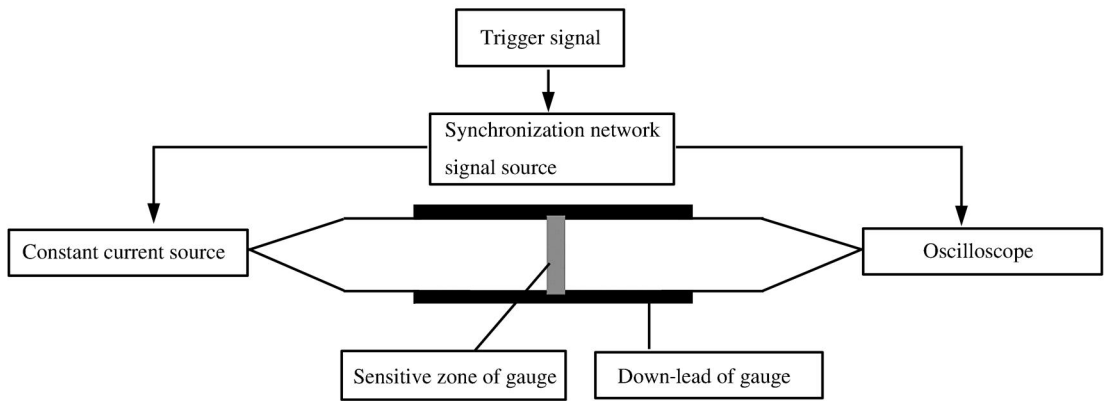 Trigger signal
Synchronization network
signal source
Constant current source
Oscilloscope
Sensitive zone of gauge
Down-lead of gauge